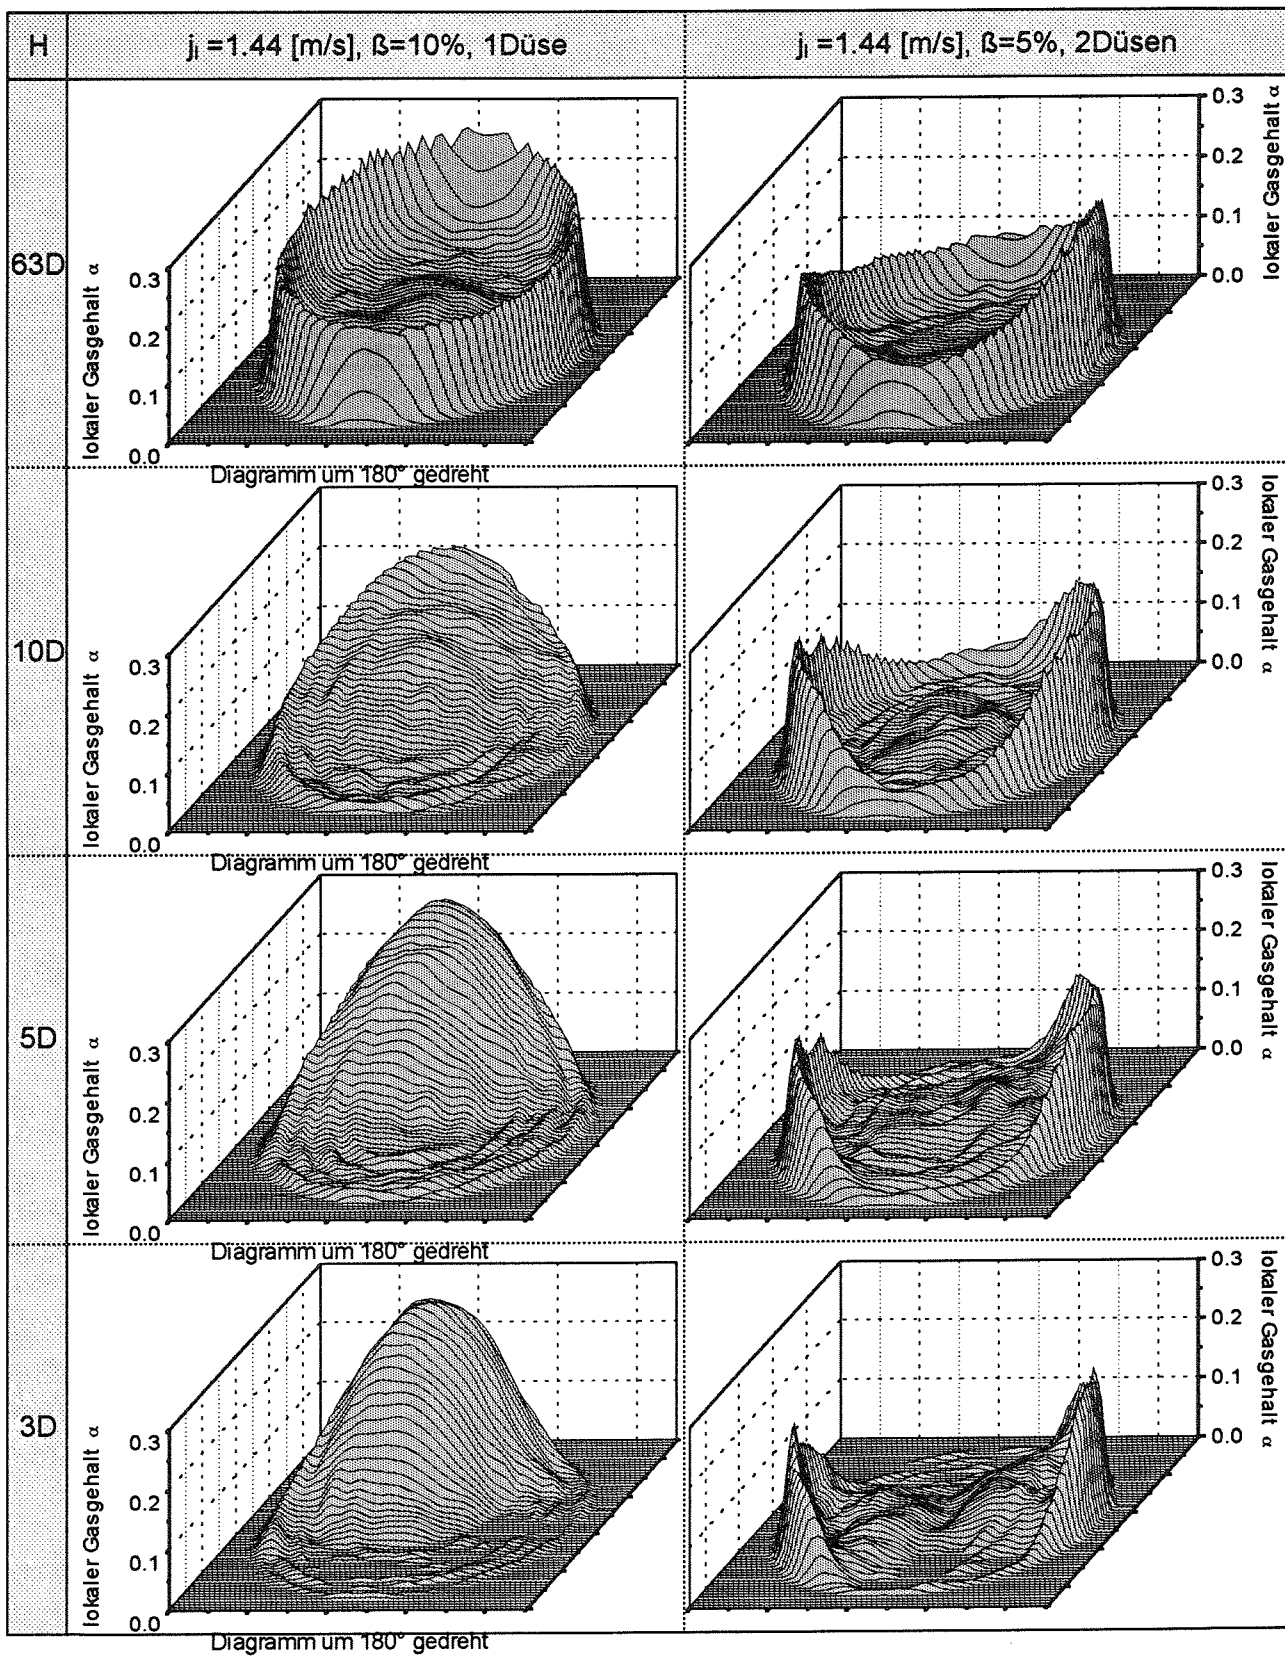 H
jₗ =1.44 [m/s], ß=10%, 1Düse
jₗ =1.44 [m/s], ß=5%, 2Düsen
63D
lokaler Gasgehalt α
0.3
0.2
0.1
0.0
Diagramm um 180° gedreht
0.3
0.2
0.1
0.0
lokaler Gasgehalt α
10D
lokaler Gasgehalt α
0.3
0.2
0.1
0.0
Diagramm um 180° gedreht
0.3
0.2
0.1
0.0
lokaler Gasgehalt α
5D
lokaler Gasgehalt α
0.3
0.2
0.1
0.0
Diagramm um 180° gedreht
0.3
0.2
0.1
0.0
lokaler Gasgehalt α
3D
lokaler Gasgehalt α
0.3
0.2
0.1
0.0
Diagramm um 180° gedreht
0.3
0.2
0.1
0.0
lokaler Gasgehalt α